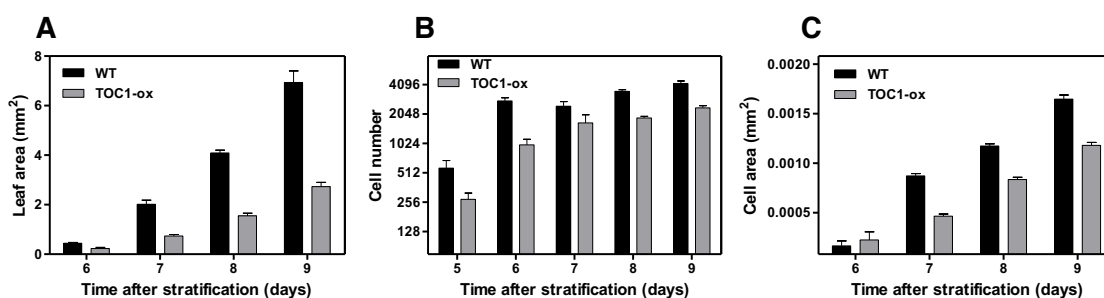 A
B
C
8
6
4
2
0
Leaf area (mm²)
WT
TOC1-ox
6 7 8 9
Time after stratification (days)
4096
2048
1024
512
256
128
Cell number
WT
TOC1-ox
5 6 7 8 9
Time after stratification (days)
0.0020
0.0015
0.0010
0.0005
Cell area (mm²)
WT
TOC1-ox
6 7 8 9
Time after stratification (days)